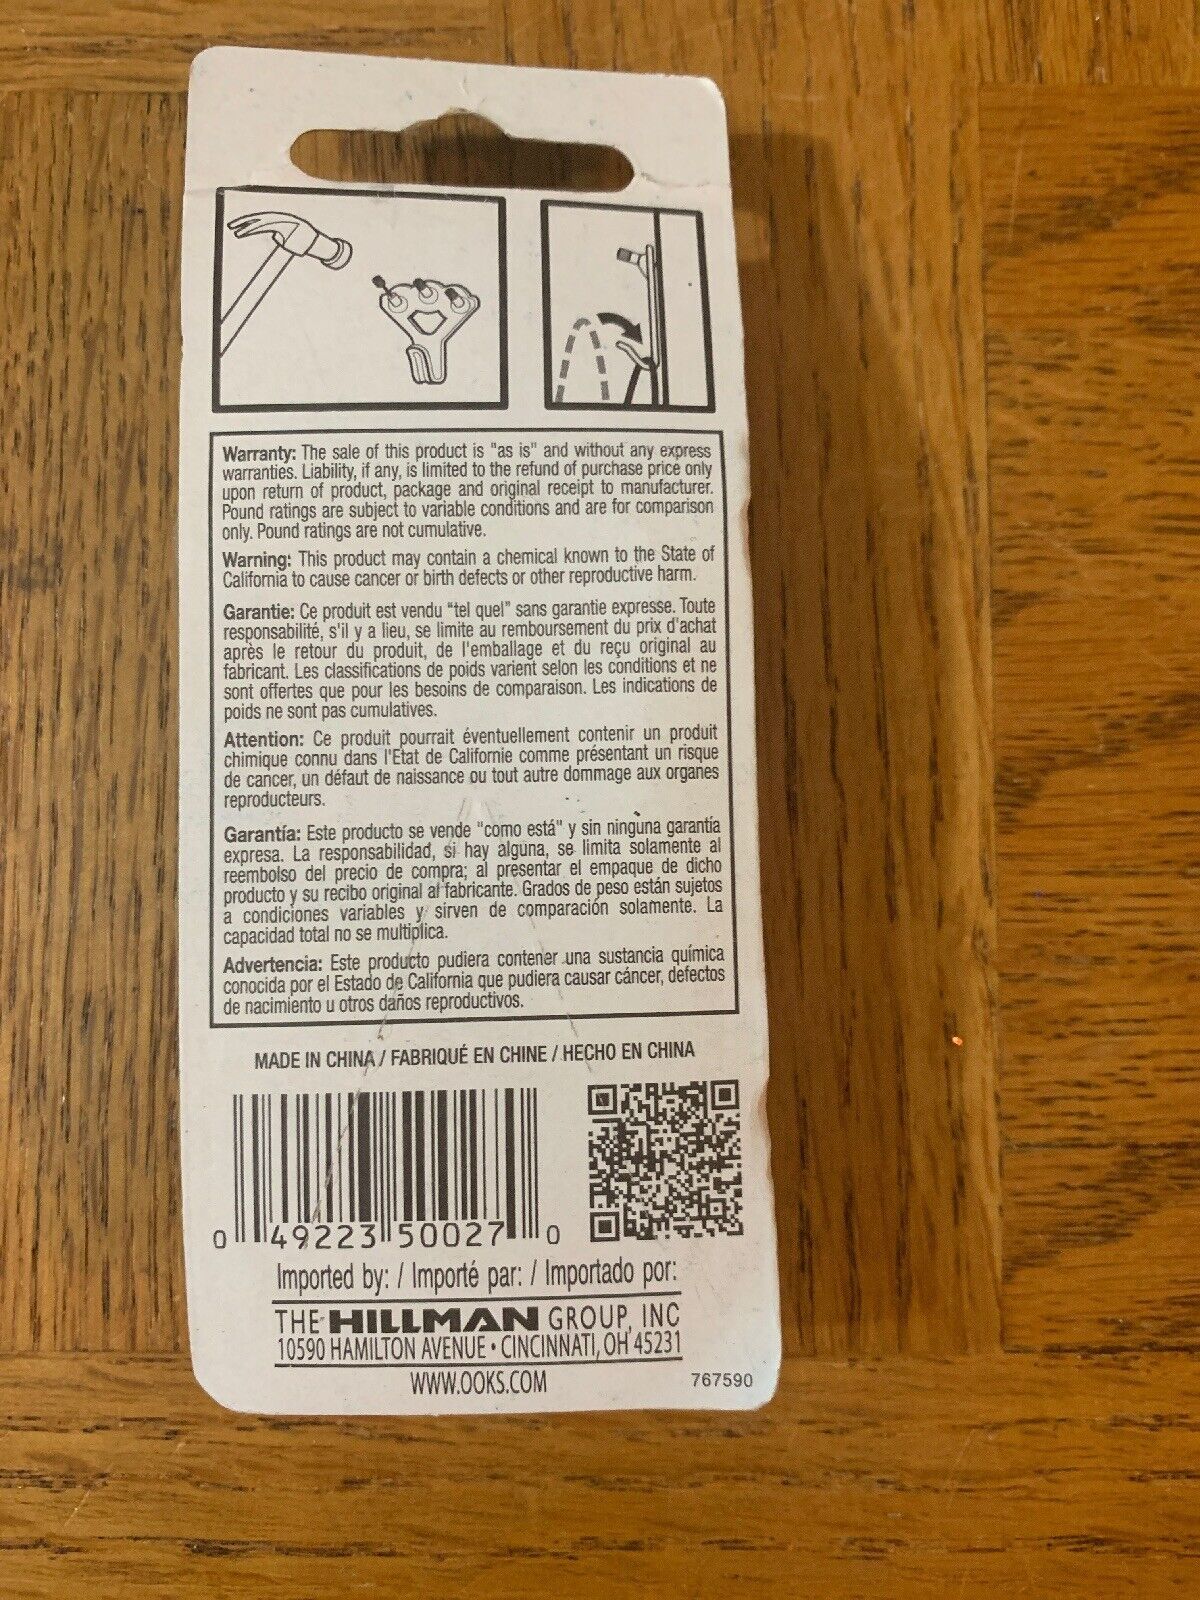 Warranty: The sale of this product is "as is" and without any express
warranties. Liability, if any, is limited to the refund of purchase price only
upon return of product, package and original receipt to manufacturer.
Pound ratings are subject to variable conditions and are for comparison
only. Pound ratings are not cumulative.
Warning: This product may contain a chemical known to the State of
California to cause cancer or birth defects or other reproductive harm.
Garantie: Ce produit est vendu "tel quel" sans garantie expresse. Toute
responsabilité, s'il y a lieu, se limite au remboursement du prix d'achat
après le retour du produit, de l'emballage et du reçu original au
fabricant. Les classifications de poids varient selon les conditions et ne
sont offertes que pour les besoins de comparaison. Les indications de
poids ne sont pas cumulatives.
Attention: Ce produit pourrait éventuellement contenir un produit
chimique connu dans l'Etat de Californie comme présentant un risque
de cancer, un défaut de naissance ou tout autre dommage aux organes
reproducteurs.
Garantía: Este producto se vende "como está" y sin ninguna garantía
expresa. La responsabilidad, si hay alguna, se limita solamente al
reembolso del precio de compra; al presentar el empaque de dicho
producto y su recibo original al fabricante. Grados de peso están sujetos
a condiciones variables y sirven de comparación solamente. La
capacidad total no se multiplica.
Advertencia: Este producto pudiera contener una sustancia química
conocida por el Estado de California que pudiera causar cáncer, defectos
de nacimiento u otros daños reproductivos.
MADE IN CHINA / FABRIQUÉ EN CHINE / HECHO EN CHINA
0 49223 50027 0
Imported by: / Importé par: / Importado por:
THE HILLMAN GROUP, INC
10590 HAMILTON AVENUE • CINCINNATI, OH 45231
WWW.OOKS.COM
767590